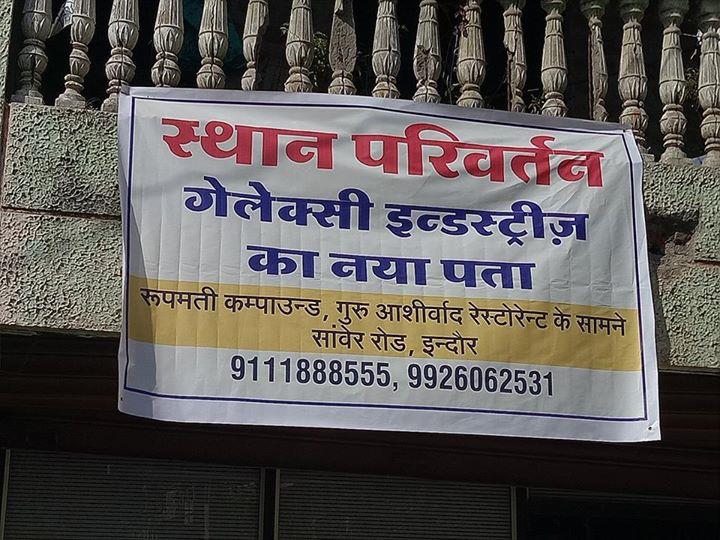 स्थान परिवर्तन
गेलेक्सी इन्डस्ट्रीज़
का नया पता
रूपमती कम्पाउन्ड, गुरु आशीर्वाद रेस्टोरेन्ट के सामने
सांवेर रोड, इन्दौर
9111888555, 9926062531